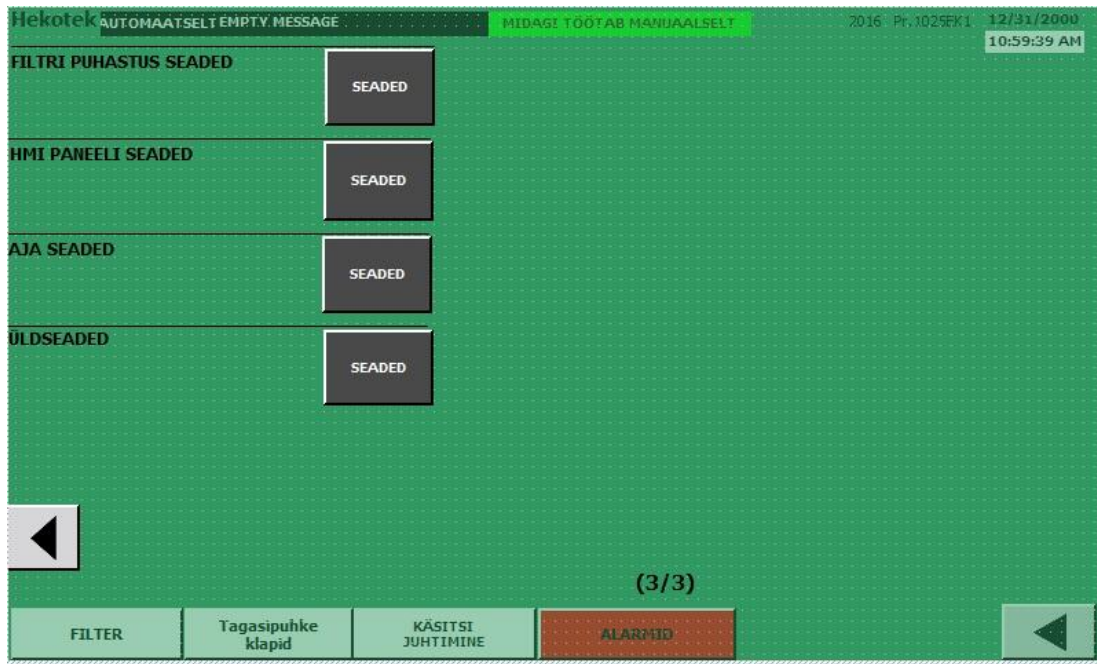 Hekotek AUTOMAATSELT EMPTY MESSAGE MIDAGI TÖÖTAB MANUAALSELT 2016 Pr.1025EK1 12/31/2000
10:59:39 AM
FILTRI PUHASTUS SEADED
SEADED
HMI PANEELI SEADED
SEADED
AJA SEADED
SEADED
ÜLDSEADED
SEADED
(3/3)
FILTER
Tagasipuhke
klapid
KÄSITSI
JUHTIMINE
ALARMID